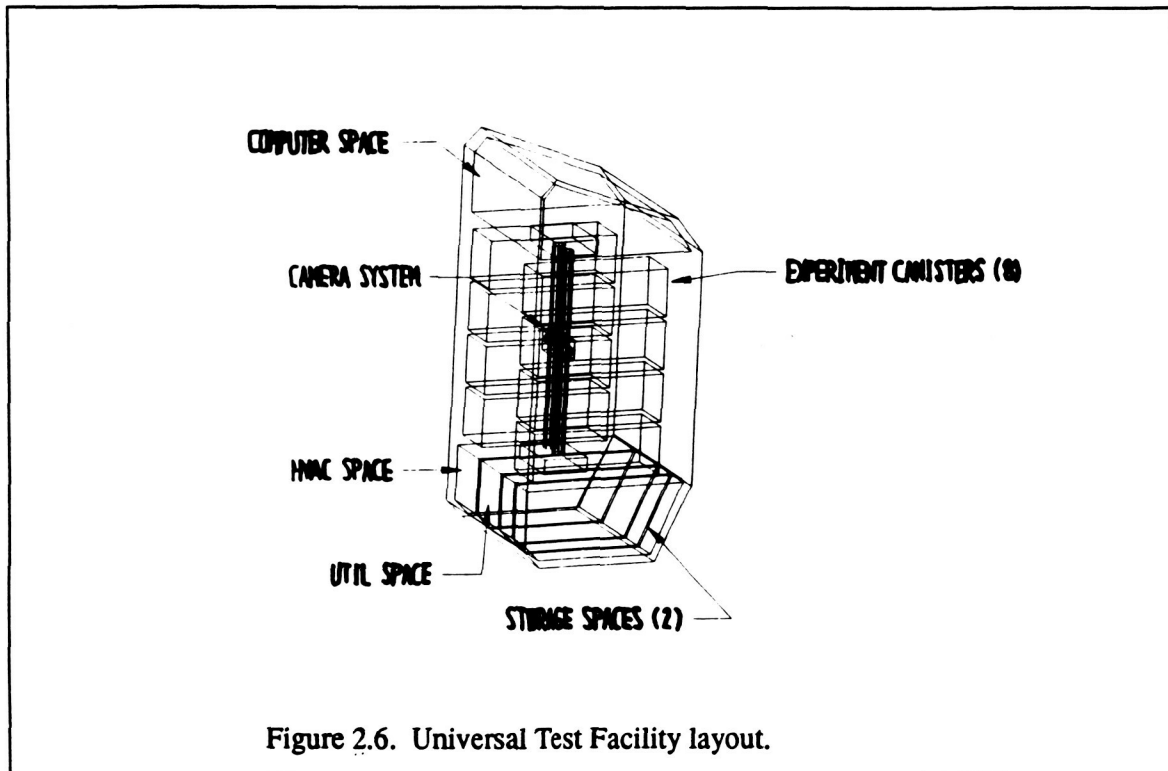 COMPUTER SPACE
CAMERA SYSTEM
EXPERIMENT CANISTERS (8)
HVAC SPACE
UTIL SPACE
STORAGE SPACES (2)
Figure 2.6. Universal Test Facility layout.